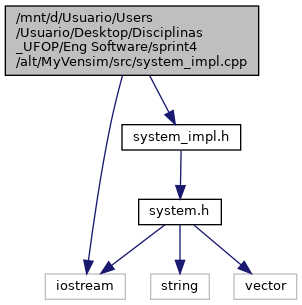 /mnt/d/Usuario/Users
/Usuario/Desktop/Disciplinas
_UFOP/Eng Software/sprint4
/alt/MyVensim/src/system_impl.cpp
system_impl.h
system.h
iostream
string
vector